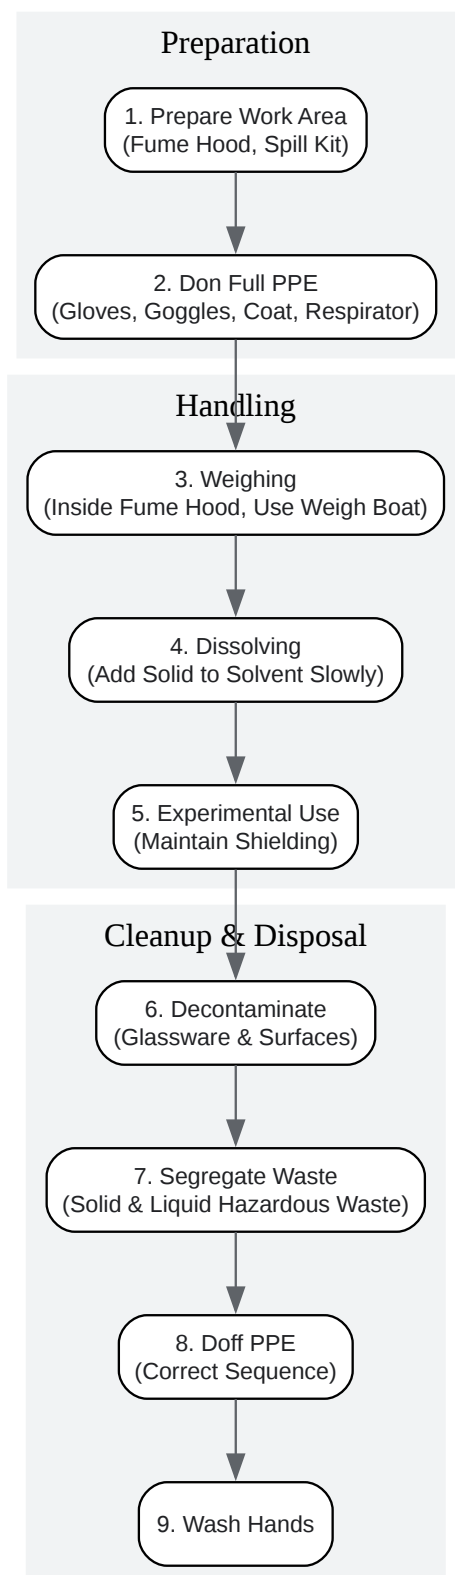 Preparation
1. Prepare Work Area
(Fume Hood, Spill Kit)
2. Don Full PPE
(Gloves, Goggles, Coat, Respirator)
Handling
3. Weighing
(Inside Fume Hood, Use Weigh Boat)
4. Dissolving
(Add Solid to Solvent Slowly)
5. Experimental Use
(Maintain Shielding)
Cleanup & Disposal
6. Decontaminate
(Glassware & Surfaces)
7. Segregate Waste
(Solid & Liquid Hazardous Waste)
8. Doff PPE
(Correct Sequence)
9. Wash Hands